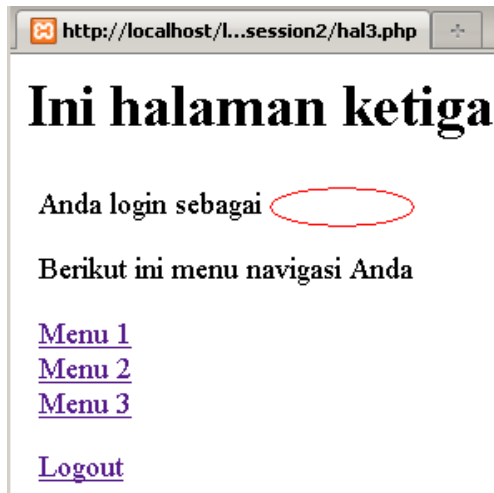 http://localhost/l...session2/hal3.php
Ini halaman ketiga
Anda login sebagai
Berikut ini menu navigasi Anda
Menu 1
Menu 2
Menu 3
Logout